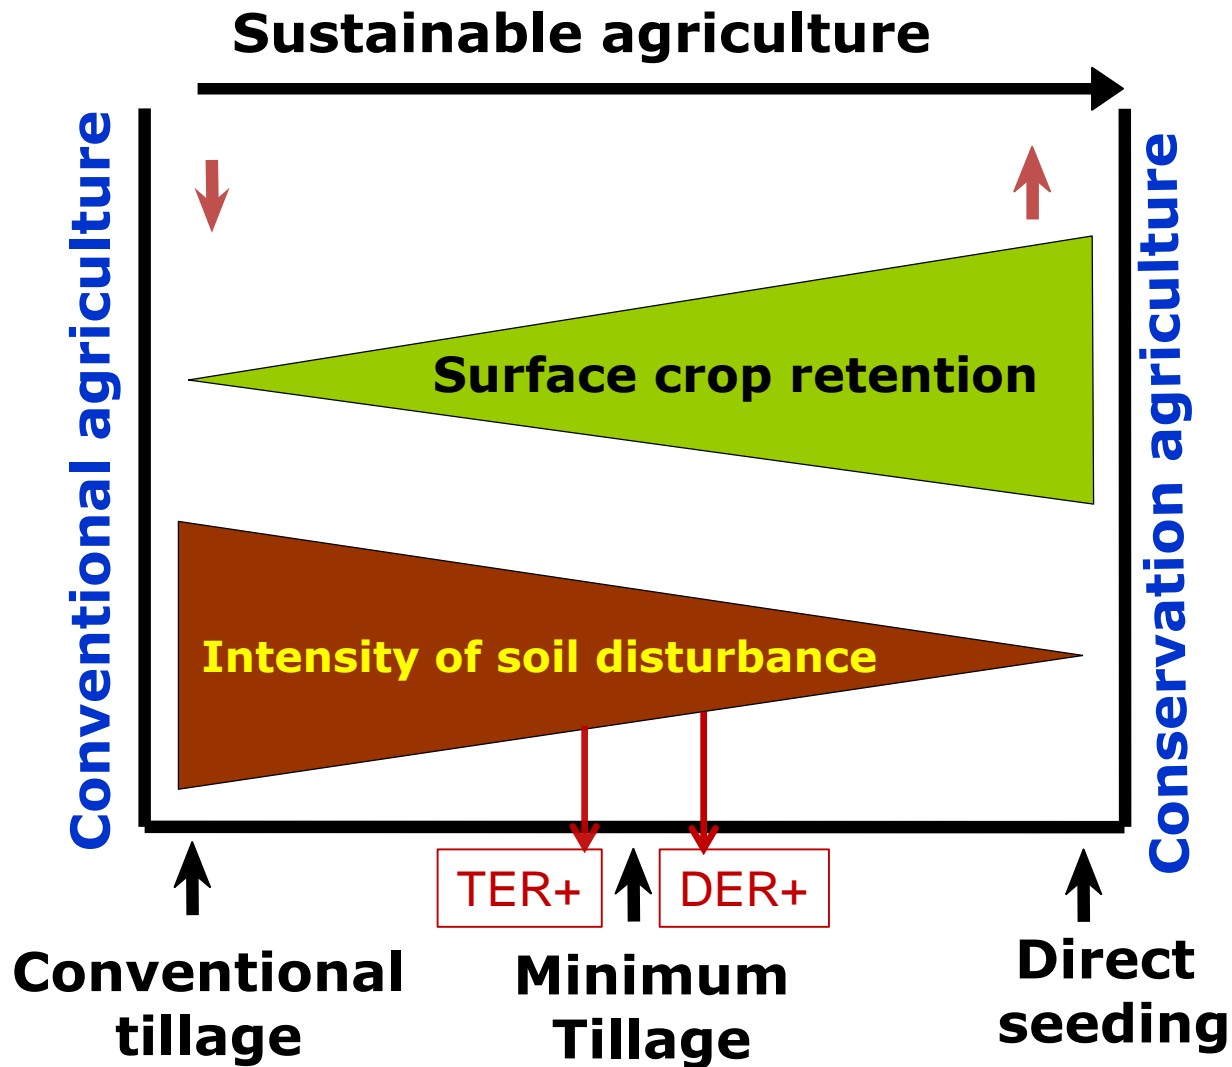 Sustainable agriculture
Conventional agriculture
Conservation agriculture
Surface crop retention
Intensity of soil disturbance
TER+
DER+
Conventional
tillage
Minimum
Tillage
Direct
seeding